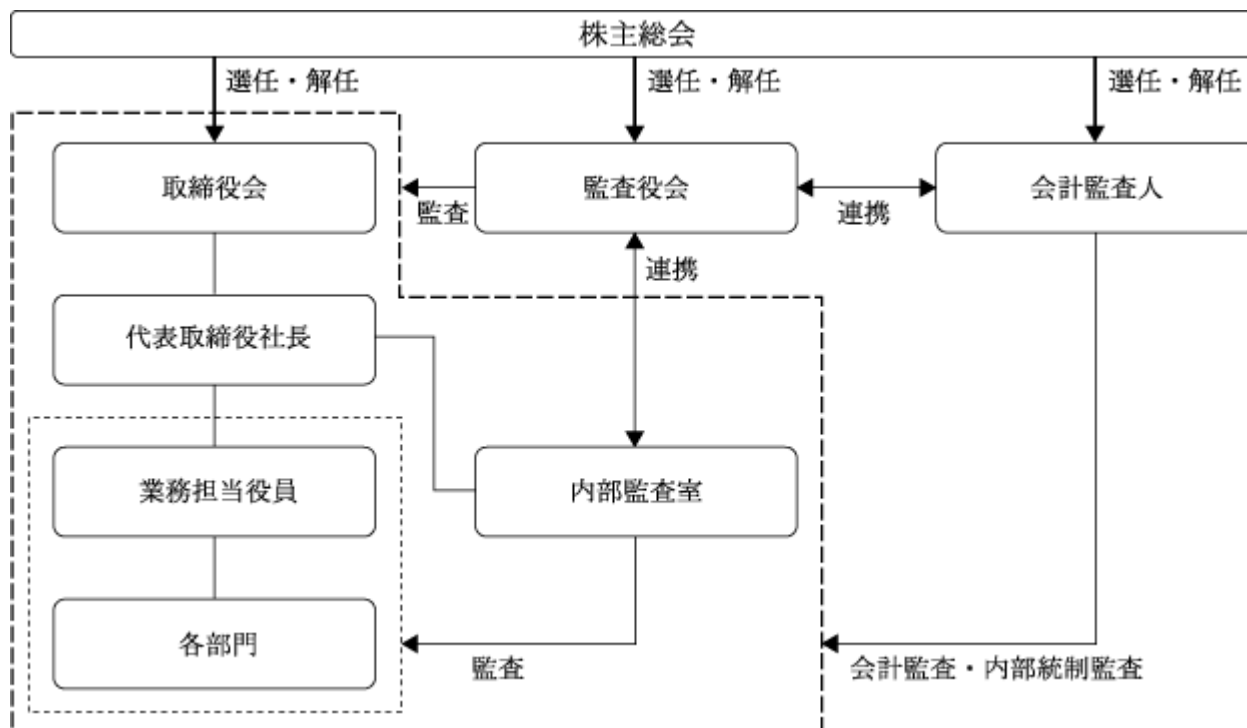 株主総会
選任・解任
選任・解任
選任・解任
取締役会
監査役会
会計監査人
監査
連携
連携
代表取締役社長
業務担当役員
内部監査室
各部門
監査
会計監査・内部統制監査